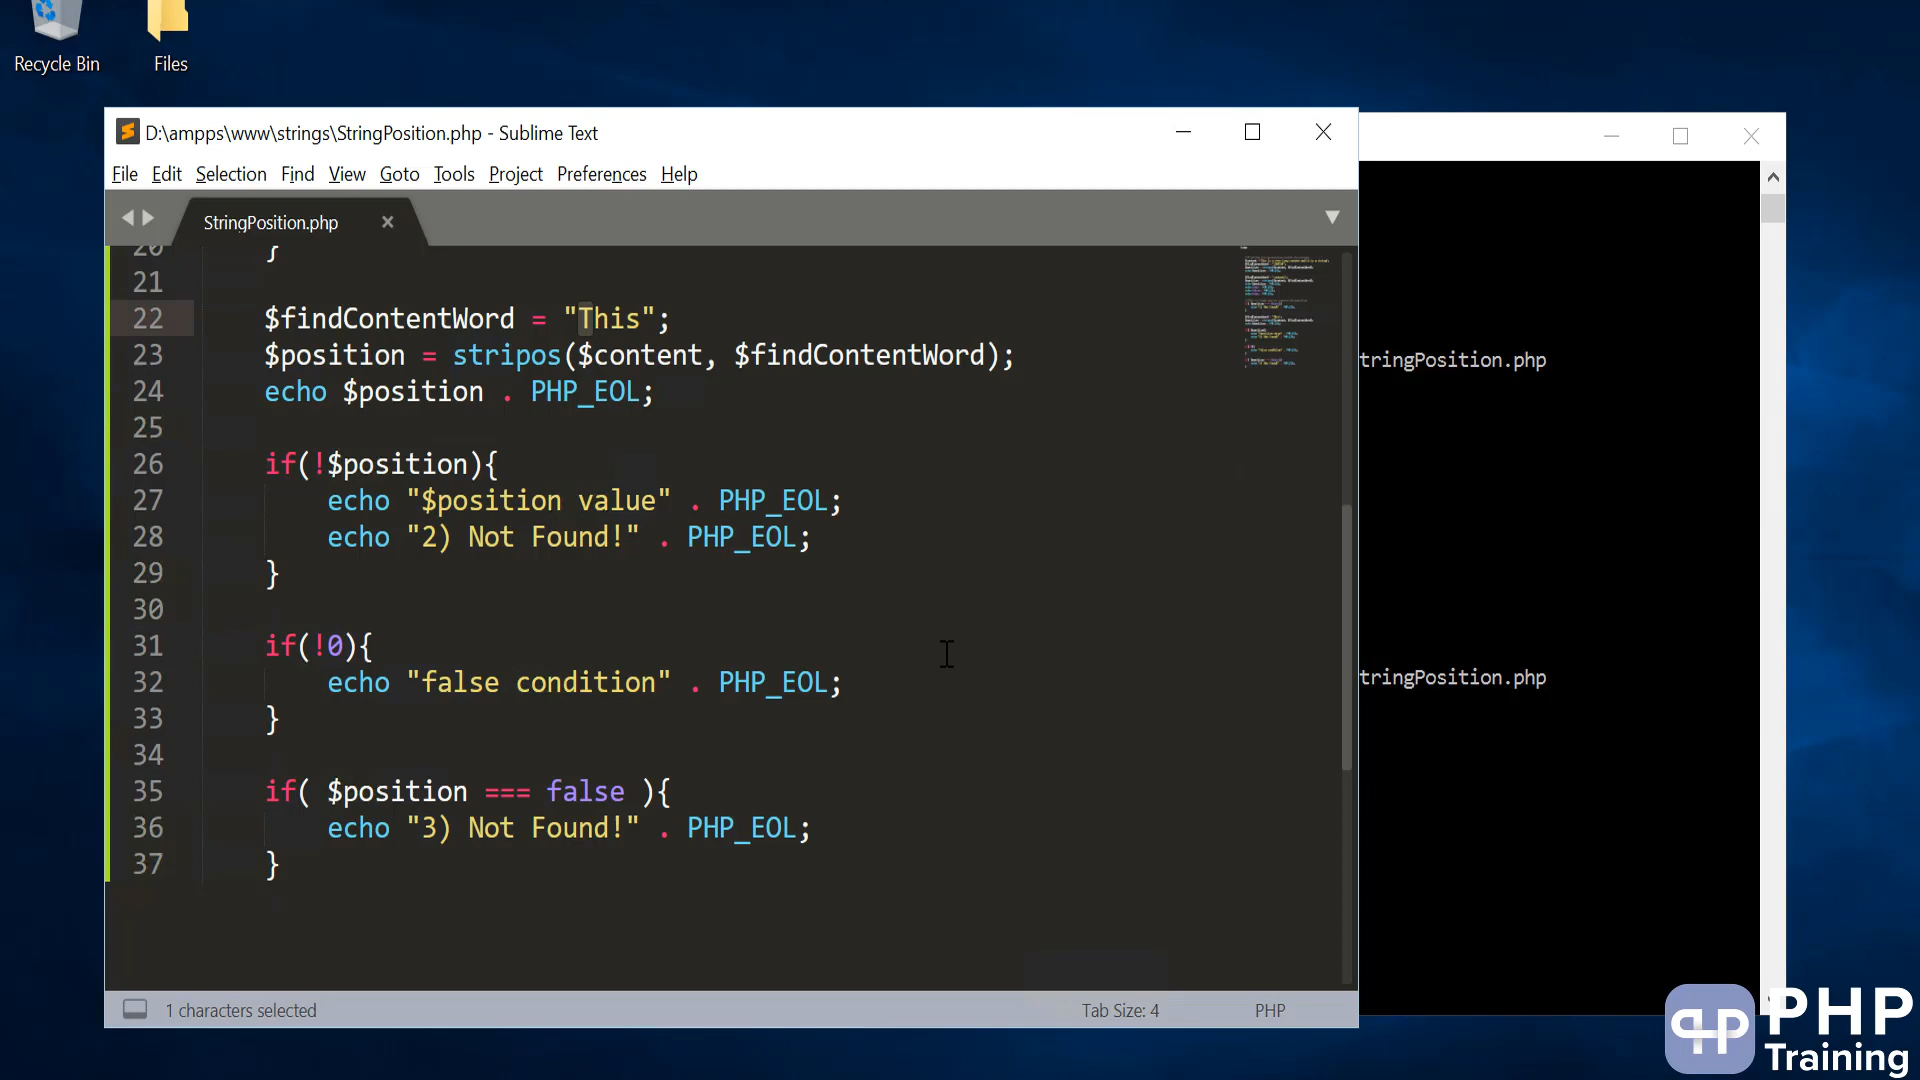 Recycle Bin
Files
D:\ampps\www\strings\StringPosition.php - Sublime Text
File Edit Selection Find View Goto Tools Project Preferences Help
StringPosition.php
20 }
21
22 $findContentWord = "This";
23 $position = stripos($content, $findContentWord);
24 echo $position . PHP_EOL;
25
26 if(!$position){
27 echo "$position value" . PHP_EOL;
28 echo "2) Not Found!" . PHP_EOL;
29 }
30
31 if(!0){
32 echo "false condition" . PHP_EOL;
33 }
34
35 if( $position === false ){
36 echo "3) Not Found!" . PHP_EOL;
37 }
tringPosition.php
tringPosition.php
1 characters selected
Tab Size: 4
PHP
PHP
Training